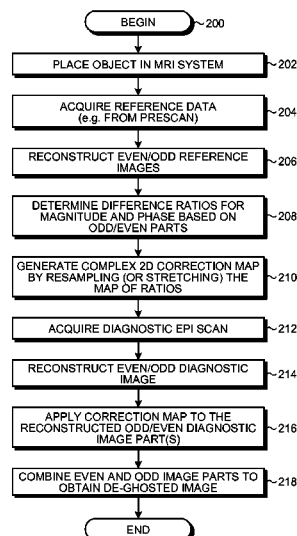 BEGIN
200
PLACE OBJECT IN MRI SYSTEM
202
ACQUIRE REFERENCE DATA
(e.g. FROM PRESCAN)
204
RECONSTRUCT EVEN/ODD REFERENCE
IMAGES
206
DETERMINE DIFFERENCE RATIOS FOR
MAGNITUDE AND PHASE BASED ON
ODD/EVEN PARTS
208
GENERATE COMPLEX 2D CORRECTION MAP
BY RESAMPLING (OR STRETCHING) THE
MAP OF RATIOS
210
ACQUIRE DIAGNOSTIC EPI SCAN
212
RECONSTRUCT EVEN/ODD DIAGNOSTIC
IMAGE
214
APPLY CORRECTION MAP TO THE
RECONSTRUCTED ODD/EVEN DIAGNOSTIC
IMAGE PART(S)
216
COMBINE EVEN AND ODD IMAGE PARTS TO
OBTAIN DE-GHOSTED IMAGE
218
END